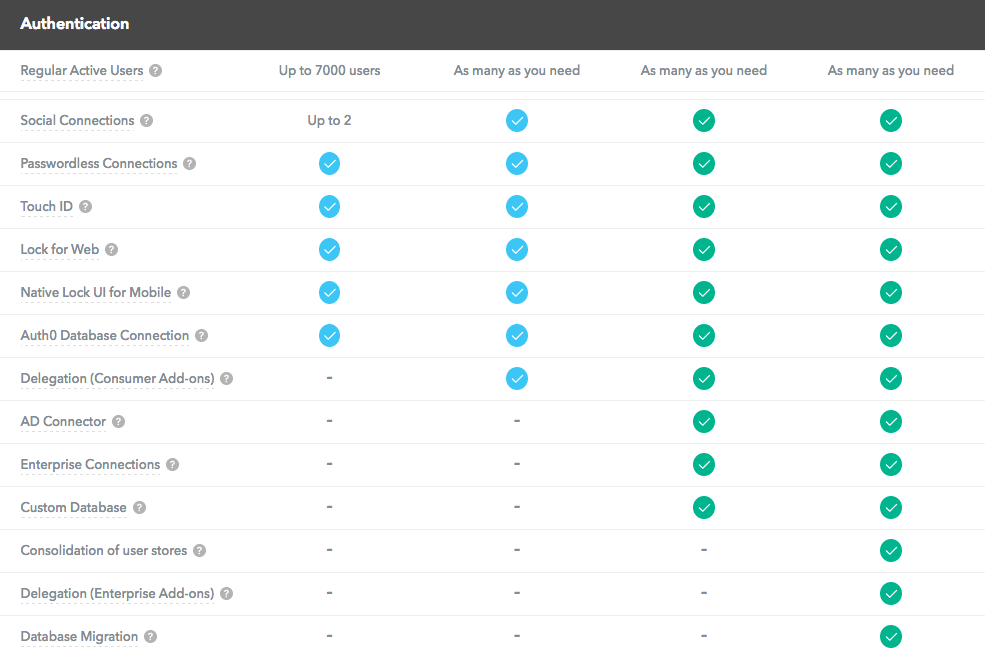 Authentication
Regular Active Users ? Up to 7000 users As many as you need As many as you need As many as you need
Social Connections ? Up to 2
Passwordless Connections ?
Touch ID ?
Lock for Web ?
Native Lock UI for Mobile ?
Auth0 Database Connection ?
Delegation (Consumer Add-ons) ? -
AD Connector ? - -
Enterprise Connections ? - -
Custom Database ? - -
Consolidation of user stores ? - - -
Delegation (Enterprise Add-ons) ? - - -
Database Migration ? - - -